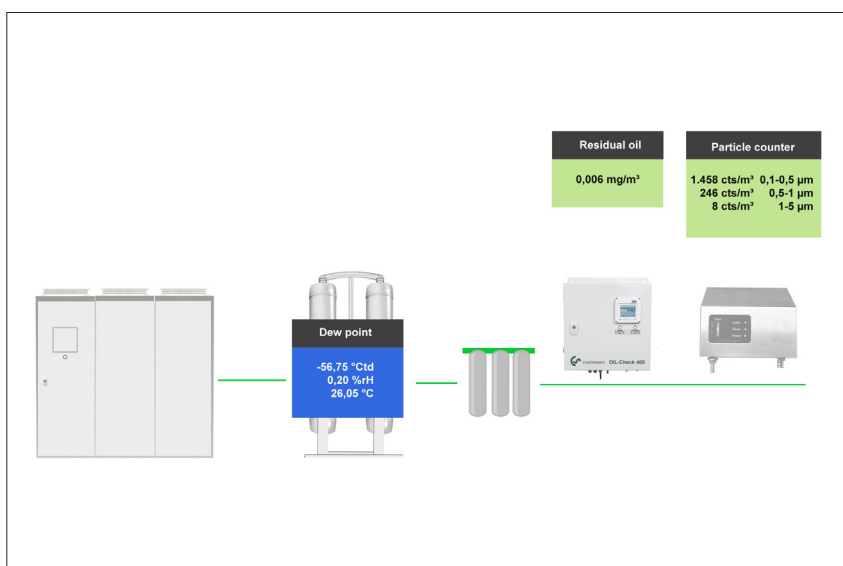 Residual oil
0,006 mg/m³
Particle counter
1.458 cts/m³ 0,1-0,5 µm
246 cts/m³ 0,5-1 µm
8 cts/m³ 1-5 µm
Dew point
-56,75 °Ctd
0,20 %rH
26,05 °C
OIL-Check 400